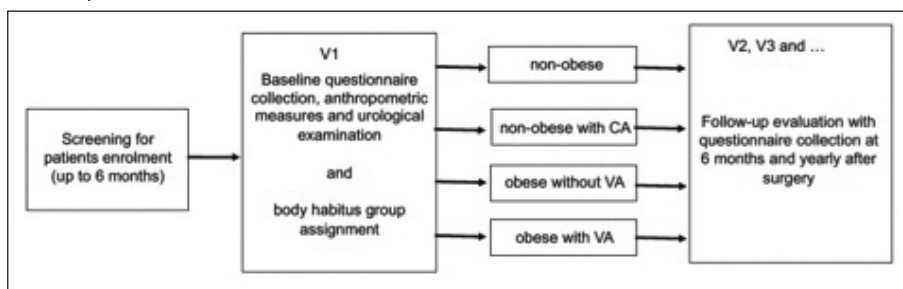 Screening for
patients enrolment
(up to 6 months)
V1
Baseline questionnaire
collection, anthropometric
measures and urological
examination
and
body habitus group
assignment
non-obese
non-obese with CA
obese without VA
obese with VA
V2, V3 and ...
Follow-up evaluation with
questionnaire collection at
6 months and yearly after
surgery